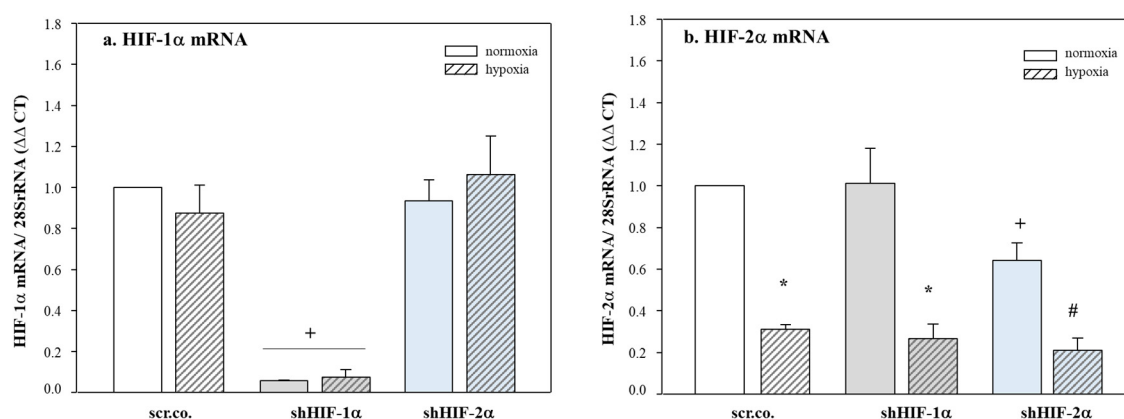 a. HIF-1α mRNA
normoxia
hypoxia
HIF-1α mRNA/ 28SrRNA (ΔΔ CT)
1.8
1.6
1.4
1.2
1.0
0.8
0.6
0.4
0.2
0.0
+
scr.co. shHIF-1α shHIF-2α
b. HIF-2α mRNA
normoxia
hypoxia
HIF-2α mRNA/ 28SrRNA (ΔΔ CT)
1.8
1.6
1.4
1.2
1.0
0.8
0.6
0.4
0.2
0.0
* * + #
scr.co. shHIF-1α shHIF-2α